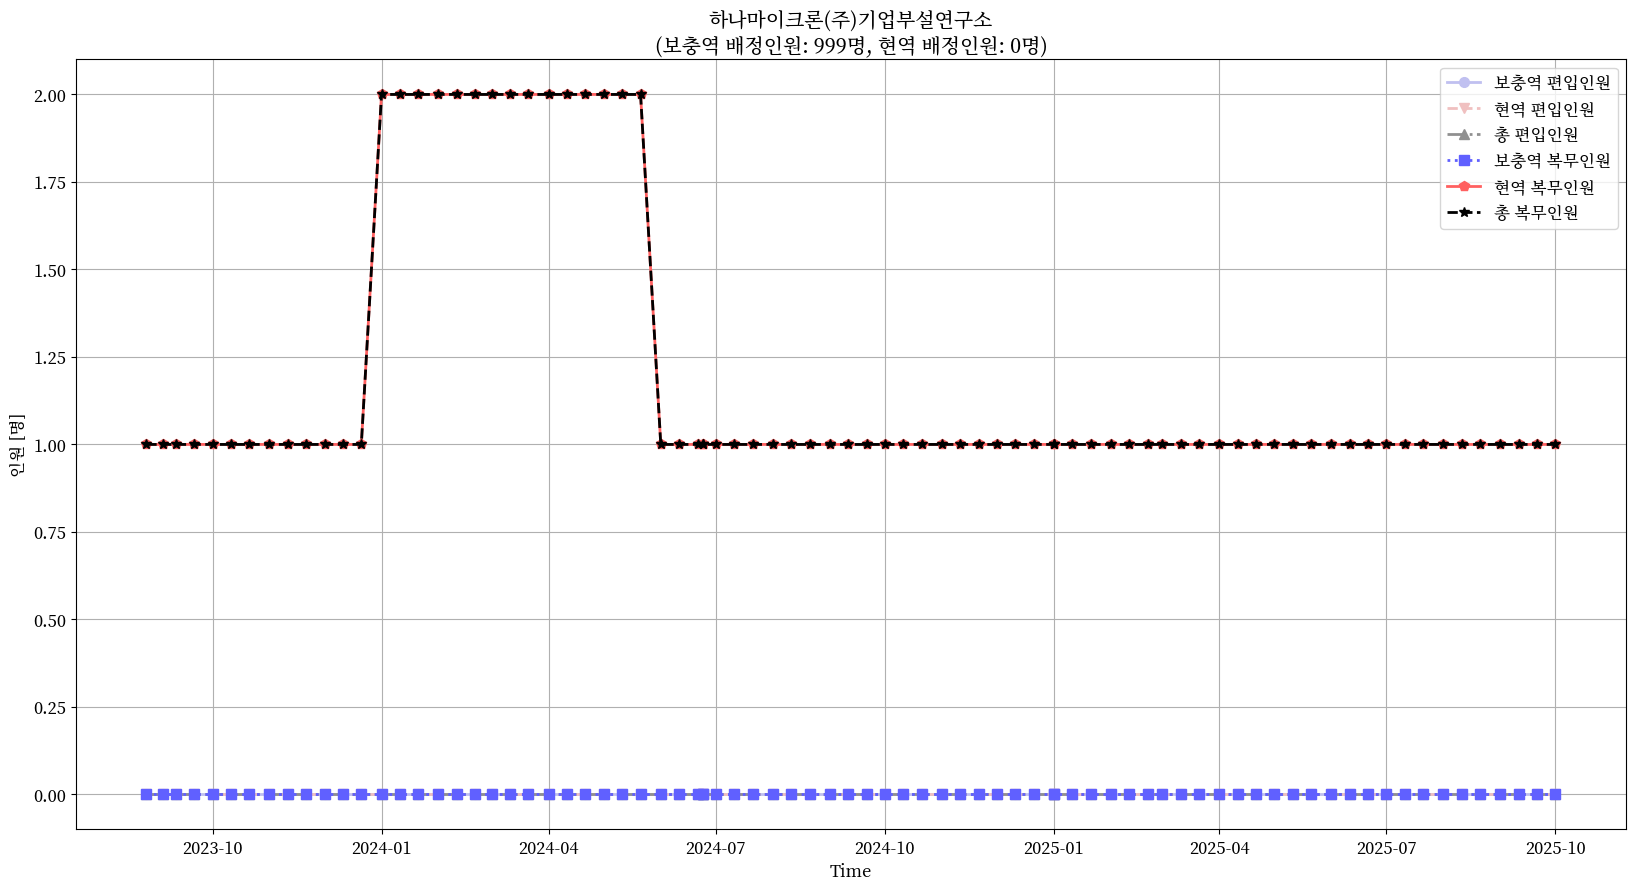 하나마이크론(주)기업부설연구소
(보충역 배정인원: 999명, 현역 배정인원: 0명)
보충역 편입인원
현역 편입인원
총 편입인원
보충역 복무인원
현역 복무인원
총 복무인원
인원 [명]
2.00
1.75
1.50
1.25
1.00
0.75
0.50
0.25
0.00
2023-10
2024-01
2024-04
2024-07
2024-10
2025-01
2025-04
2025-07
2025-10
Time